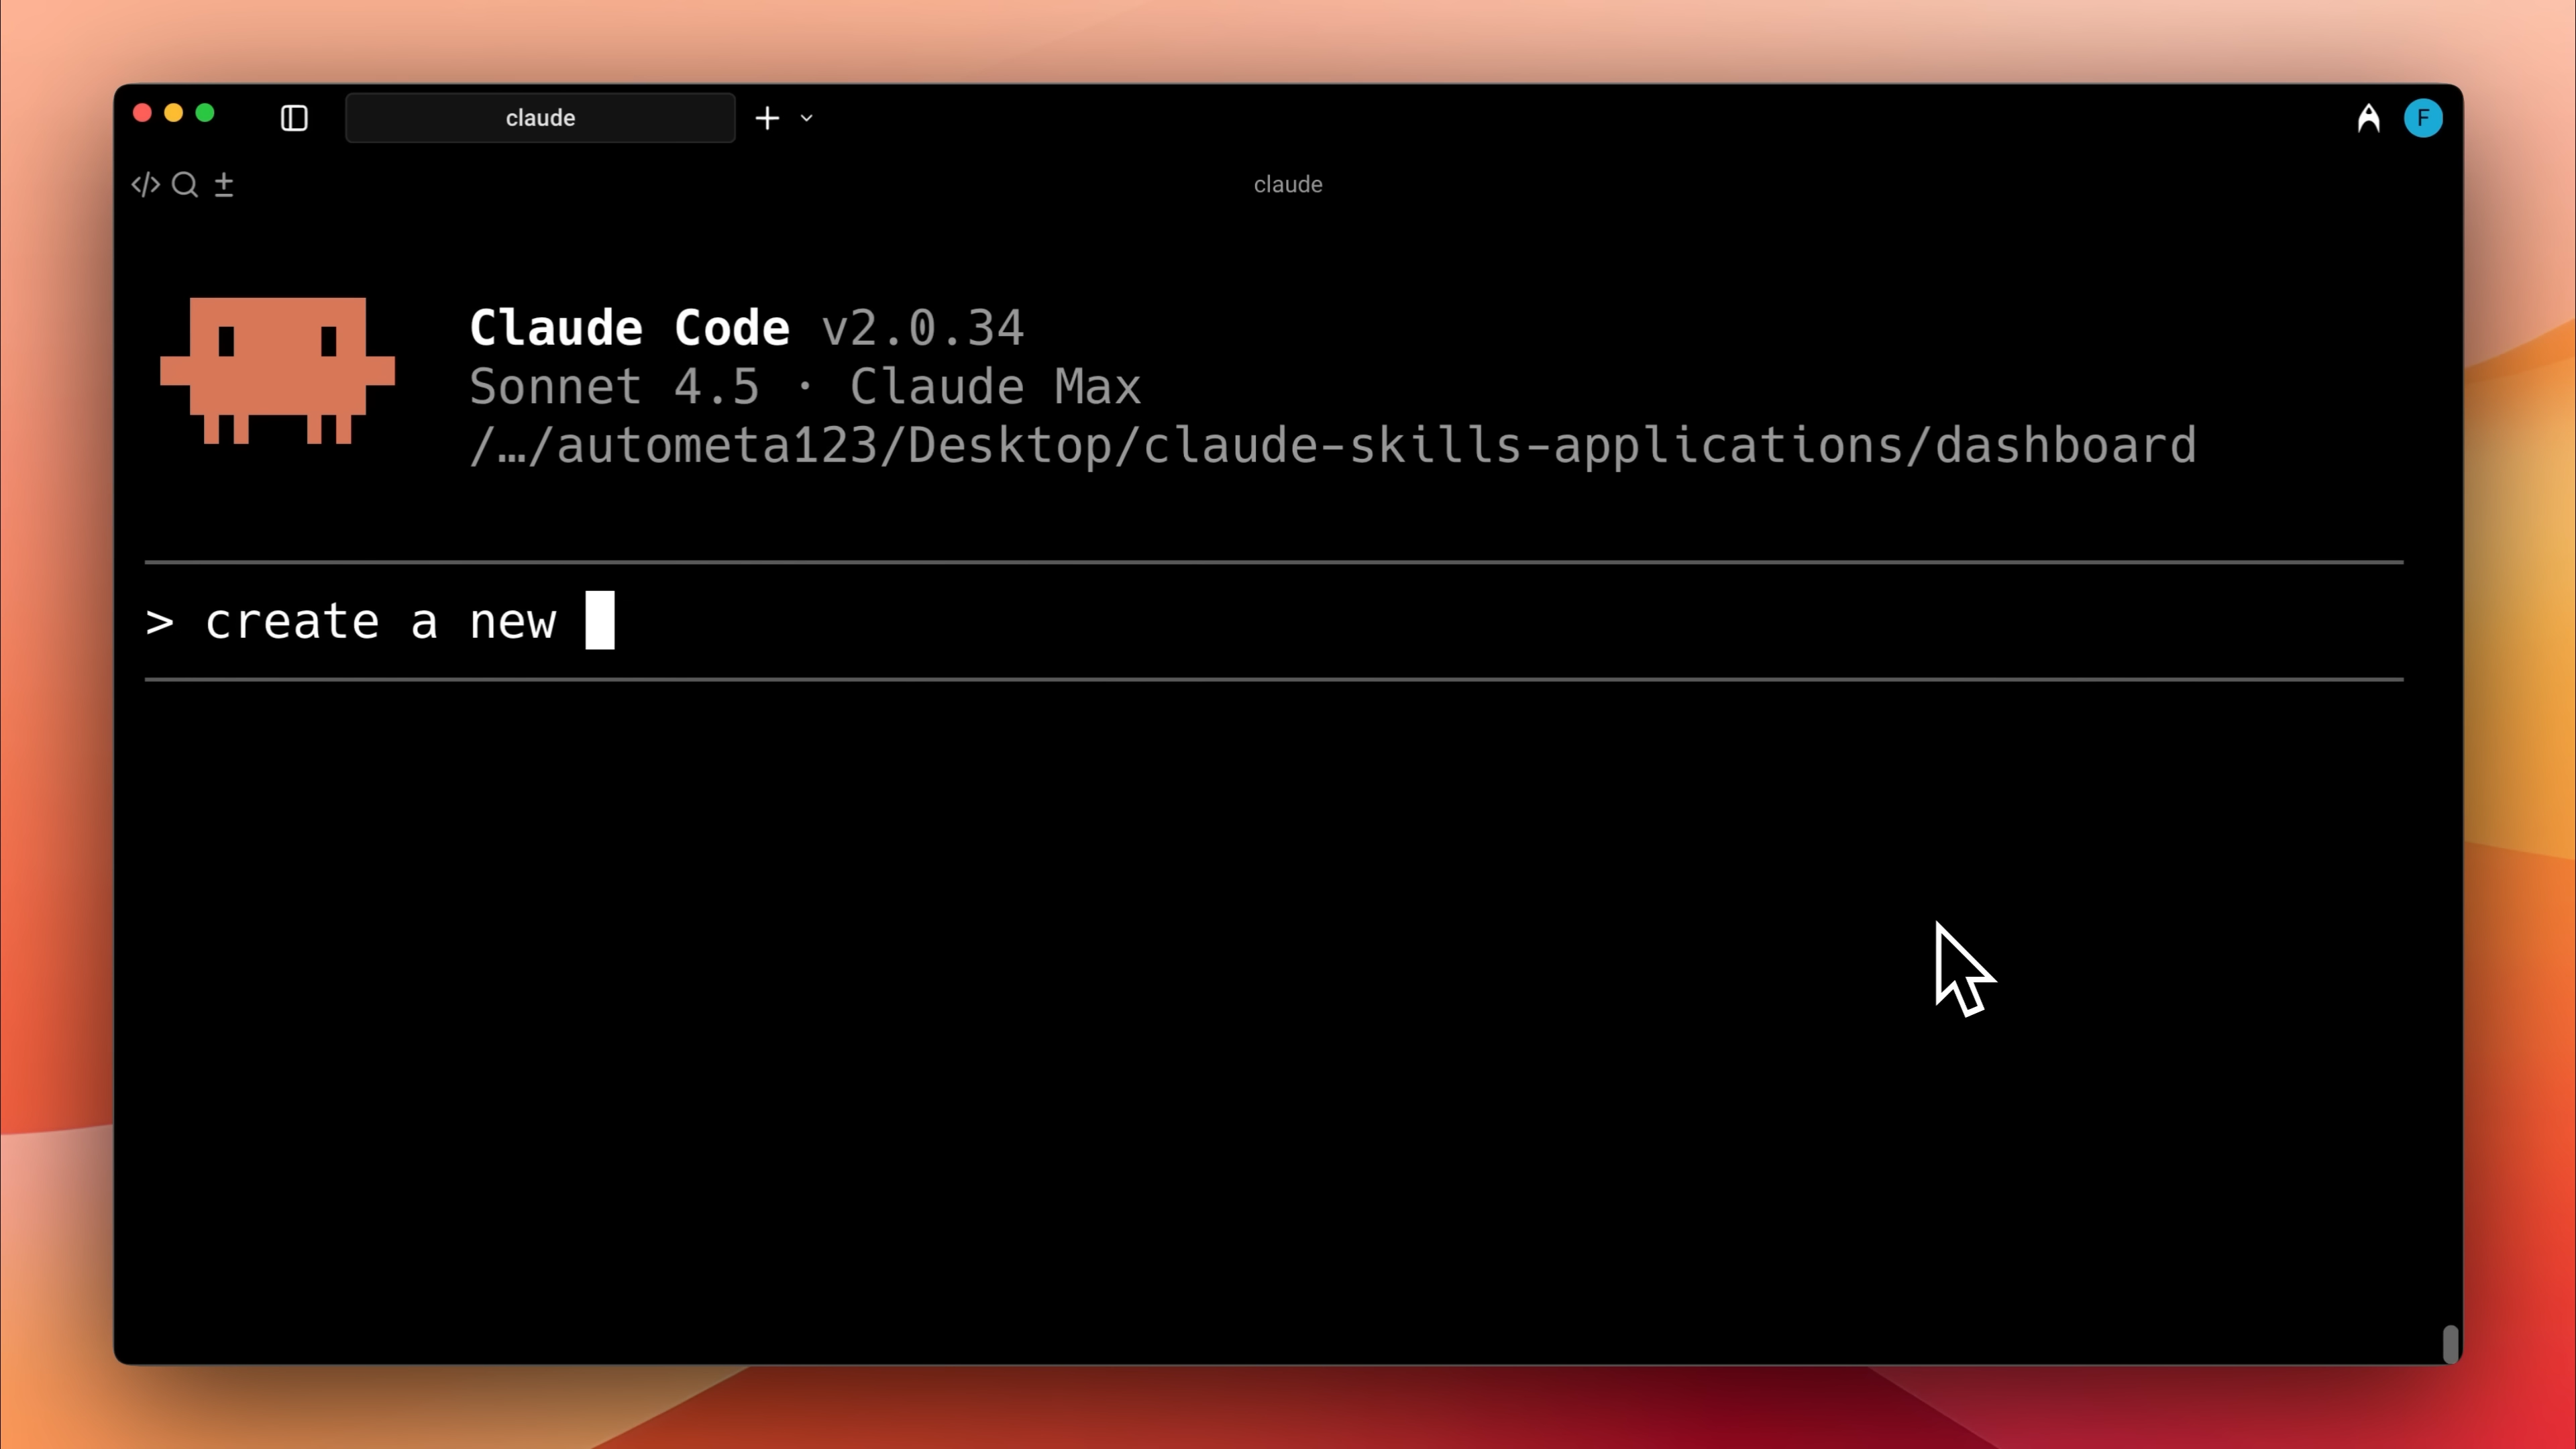 claude
F
claude
Claude Code v2.0.34
Sonnet 4.5 · Claude Max
/…/autometa123/Desktop/claude-skills-applications/dashboard
> create a new